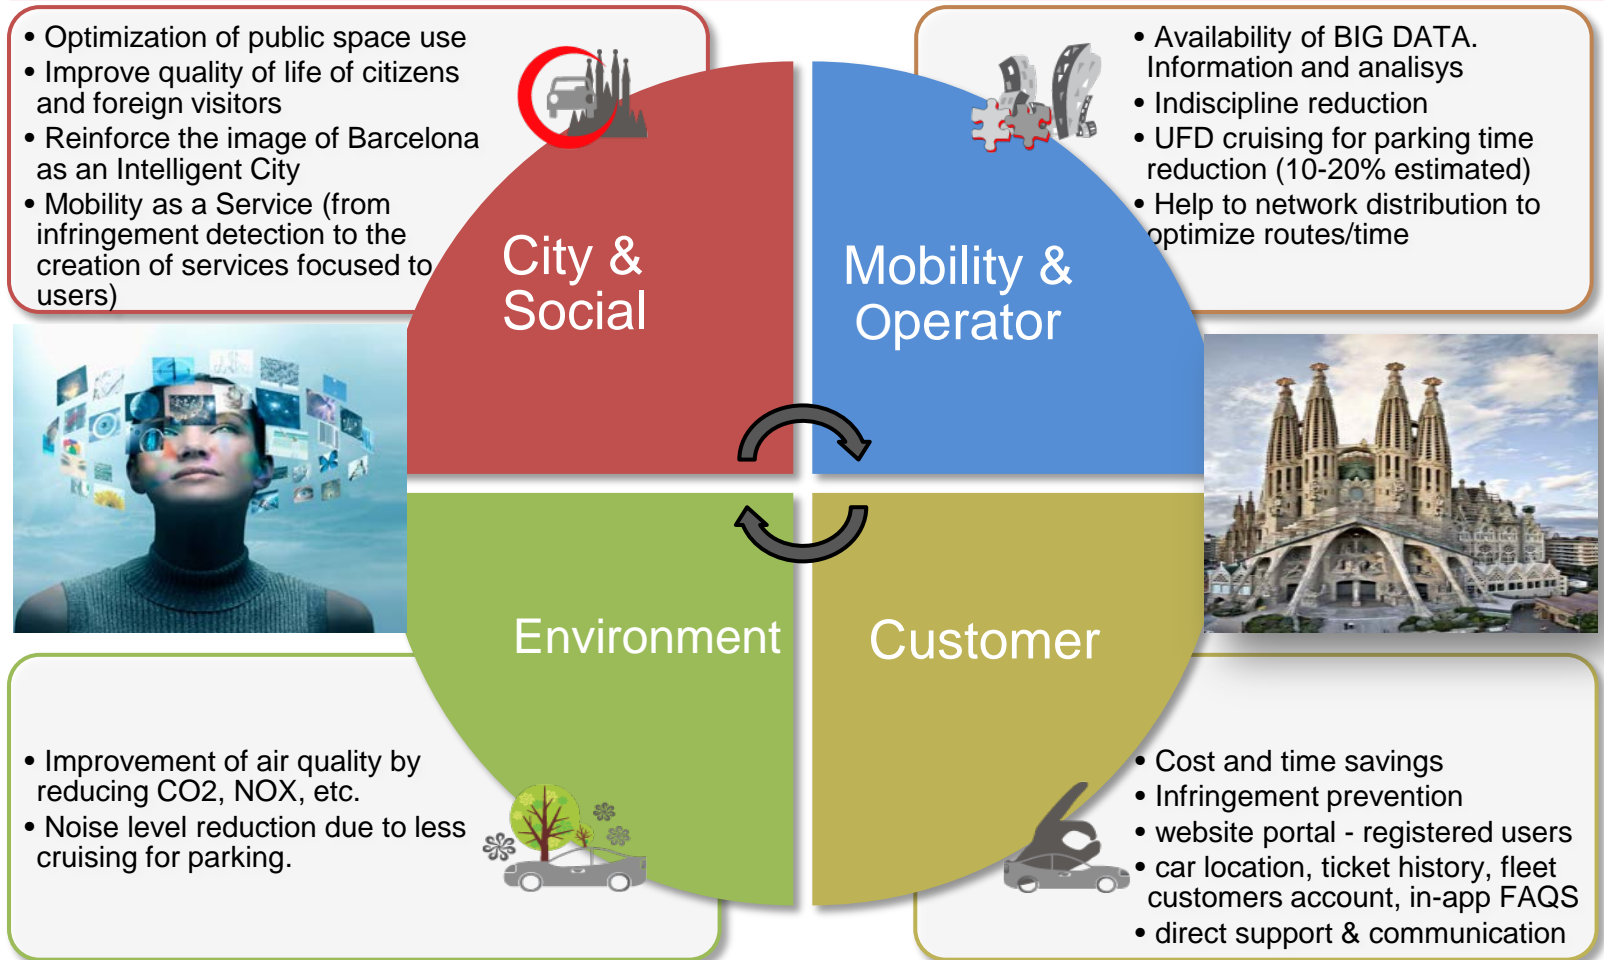 • Optimization of public space use
• Improve quality of life of citizens
and foreign visitors
• Reinforce the image of Barcelona
as an Intelligent City
• Mobility as a Service (from
infringement detection to the
creation of services focused to
users)
City &
Social
• Availability of BIG DATA.
Information and analisys
• Indiscipline reduction
• UFD cruising for parking time
reduction (10-20% estimated)
• Help to network distribution to
optimize routes/time
Mobility &
Operator
Environment
• Improvement of air quality by
reducing CO2, NOX, etc.
• Noise level reduction due to less
cruising for parking.
Customer
• Cost and time savings
• Infringement prevention
• website portal - registered users
• car location, ticket history, fleet
customers account, in-app FAQS
• direct support & communication